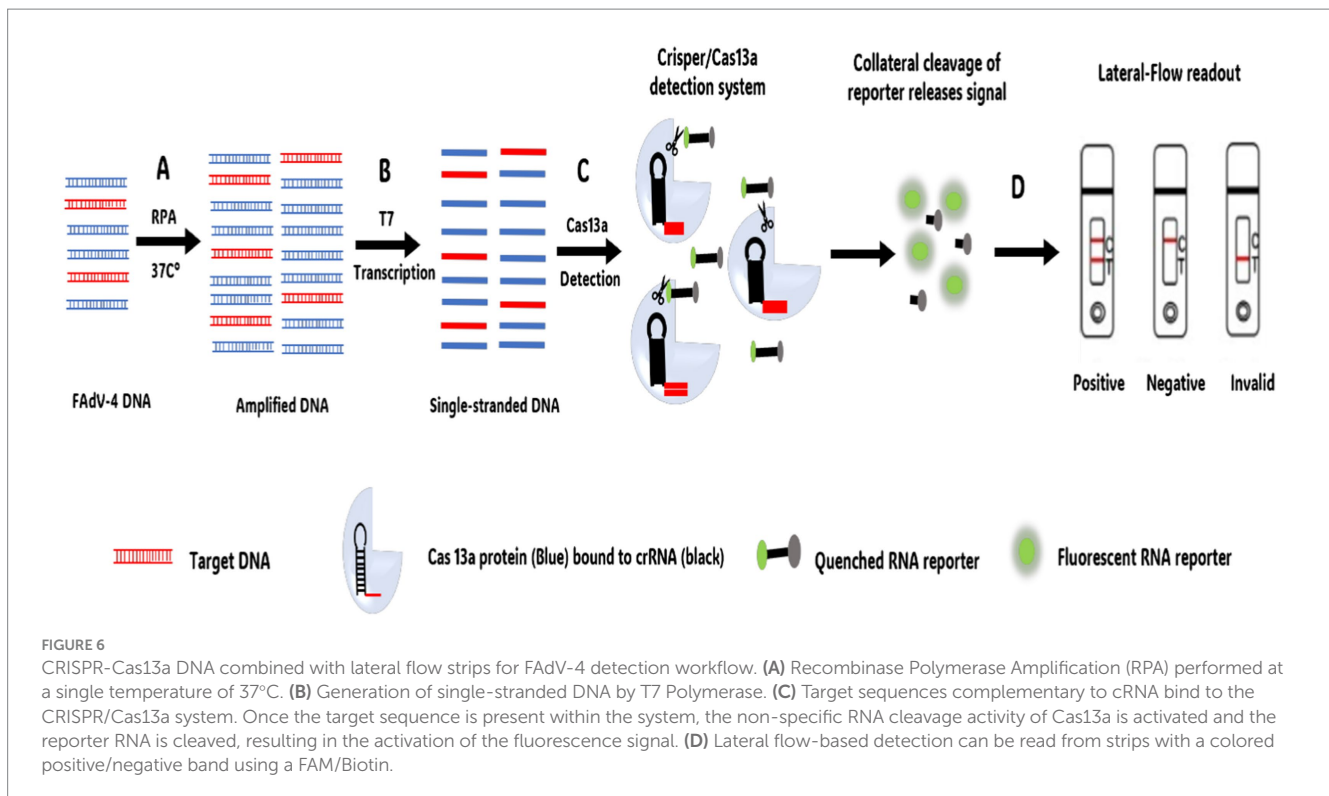 Crisper/Cas13a
detection system
Collateral cleavage of
reporter releases signal
Lateral-Flow readout
A
RPA
37C°
B
T7
Transcription
C
Cas13a
Detection
D
C
T
C
T
C
T
Positive
Negative
Invalid
FAdV-4 DNA
Amplified DNA
Single-stranded DNA
Target DNA
Cas 13a protein (Blue) bound to crRNA (black)
Quenched RNA reporter
Fluorescent RNA reporter
FIGURE 6
CRISPR-Cas13a DNA combined with lateral flow strips for FAdV-4 detection workflow. (A) Recombinase Polymerase Amplification (RPA) performed at
a single temperature of 37°C. (B) Generation of single-stranded DNA by T7 Polymerase. (C) Target sequences complementary to cRNA bind to the
CRISPR/Cas13a system. Once the target sequence is present within the system, the non-specific RNA cleavage activity of Cas13a is activated and the
reporter RNA is cleaved, resulting in the activation of the fluorescence signal. (D) Lateral flow-based detection can be read from strips with a colored
positive/negative band using a FAM/Biotin.